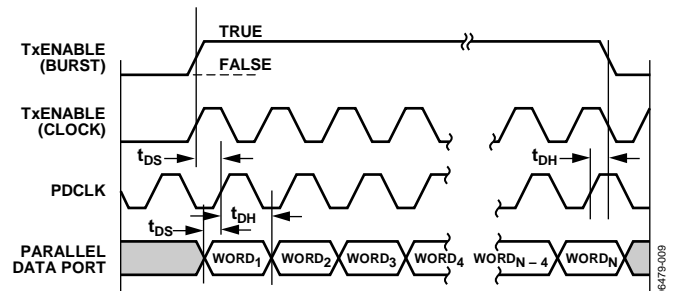 TRUE
TxENABLE
(BURST)
FALSE
TxENABLE
(CLOCK)
tDS
tDH
PDCLK
tDS
tDH
PARALLEL
DATA PORT
WORD1 WORD2 WORD3 WORD4 WORDN – 4 WORDN
06479-009